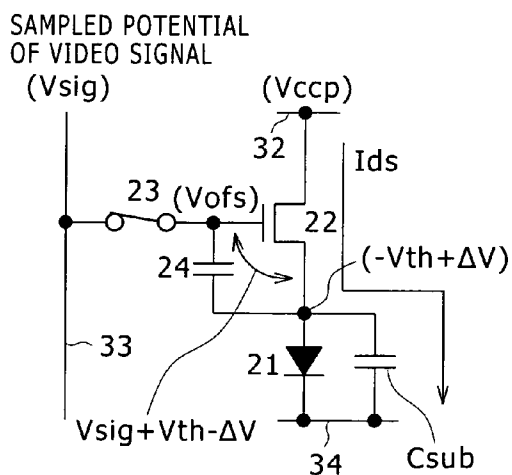 SAMPLED POTENTIAL
OF VIDEO SIGNAL
(Vsig)
(Vccp)
32
Ids
23
(Vofs)
22
24
(-Vth+ΔV)
33
21
Vsig+Vth-ΔV
34
Csub